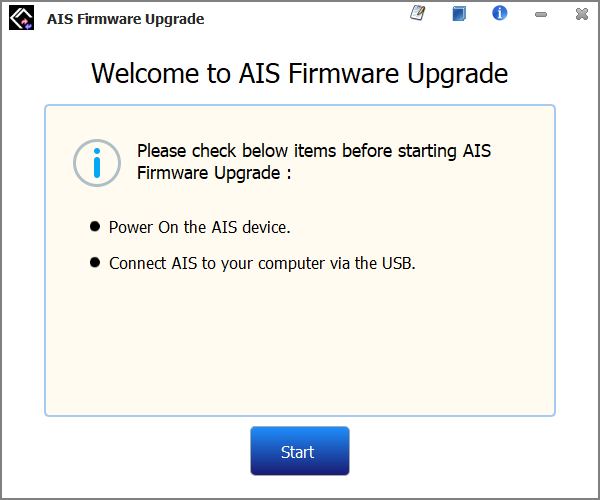 AIS Firmware Upgrade
Welcome to AIS Firmware Upgrade
Please check below items before starting AIS
Firmware Upgrade :
Power On the AIS device.
Connect AIS to your computer via the USB.
Start